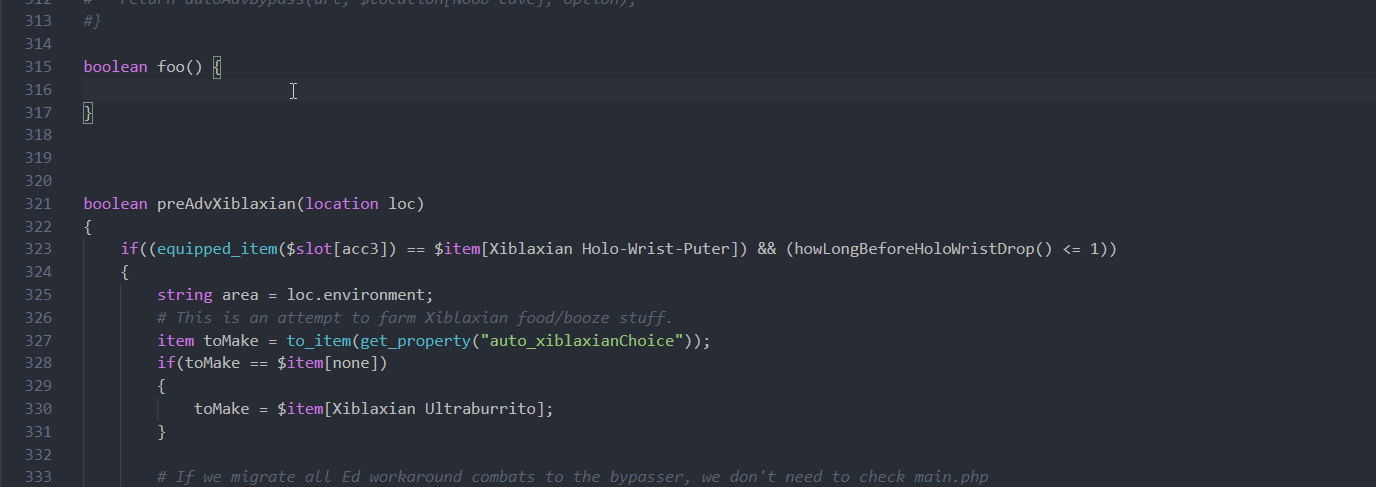 312 #   return autoAdvBypass(url, $location[Noob Cave], option);
313 #}
314
315 boolean foo() {
316
317 }
318
319
320
321 boolean preAdvXiblaxian(location loc)
322 {
323 if((equipped_item($slot[acc3]) == $item[Xiblaxian Holo-Wrist-Puter]) && (howLongBeforeHoloWristDrop() <= 1))
324 {
325 string area = loc.environment;
326 # This is an attempt to farm Xiblaxian food/booze stuff.
327 item toMake = to_item(get_property("auto_xiblaxianChoice"));
328 if(toMake == $item[none])
329 {
330 toMake = $item[Xiblaxian Ultraburrito];
331 }
332
333 # If we migrate all Ed workaround combats to the bypasser, we don't need to check main.php